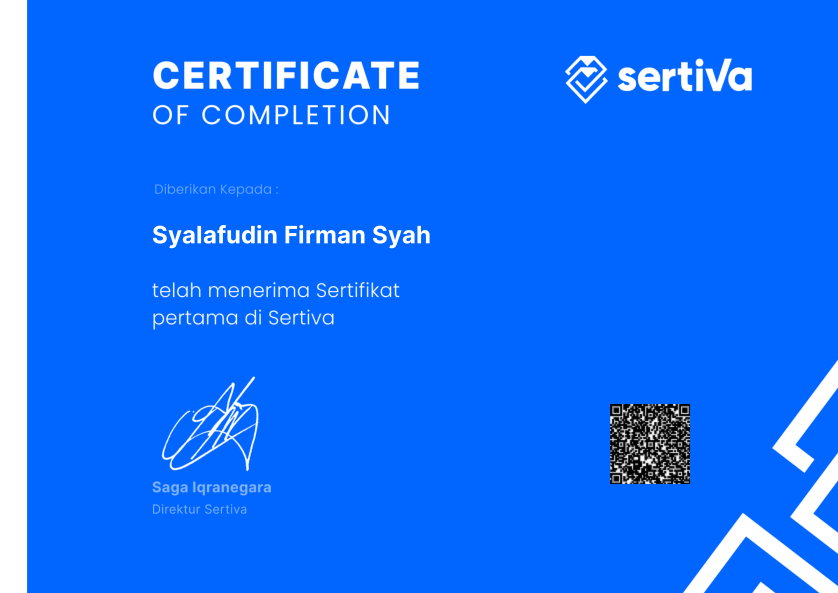 CERTIFICATE
OF COMPLETION
sertiva
Diberikan Kepada :
Syalafudin Firman Syah
telah menerima Sertifikat
pertama di Sertiva
Saga Iqranegara
Direktur Sertiva